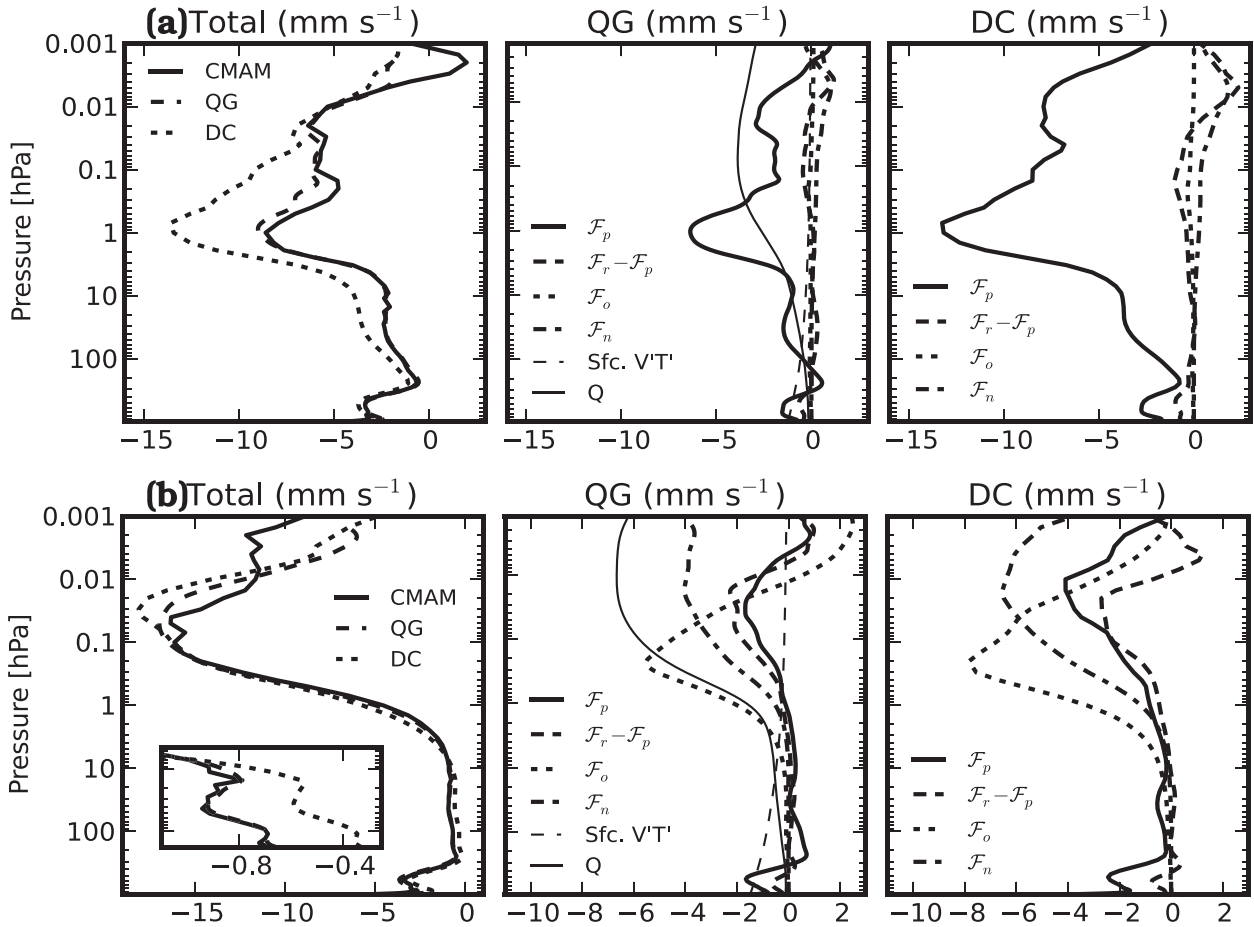 (a) Total (mm s⁻¹)
QG (mm s⁻¹)
DC (mm s⁻¹)
Pressure [hPa]
0.001
0.01
0.1
1
10
100
CMAM
QG
DC
−15 −10 −5 0
ℱp
ℱr−ℱp
ℱo
ℱn
Sfc. V'T'
Q
−15 −10 −5 0
ℱp
ℱr−ℱp
ℱo
ℱn
−15 −10 −5 0
(b) Total (mm s⁻¹)
QG (mm s⁻¹)
DC (mm s⁻¹)
Pressure [hPa]
0.001
0.01
0.1
1
10
100
CMAM
QG
DC
−0.8 −0.4
−15 −10 −5 0
ℱp
ℱr−ℱp
ℱo
ℱn
Sfc. V'T'
Q
−10 −8 −6 −4 −2 0 2
ℱp
ℱr−ℱp
ℱo
ℱn
−10 −8 −6 −4 −2 0 2